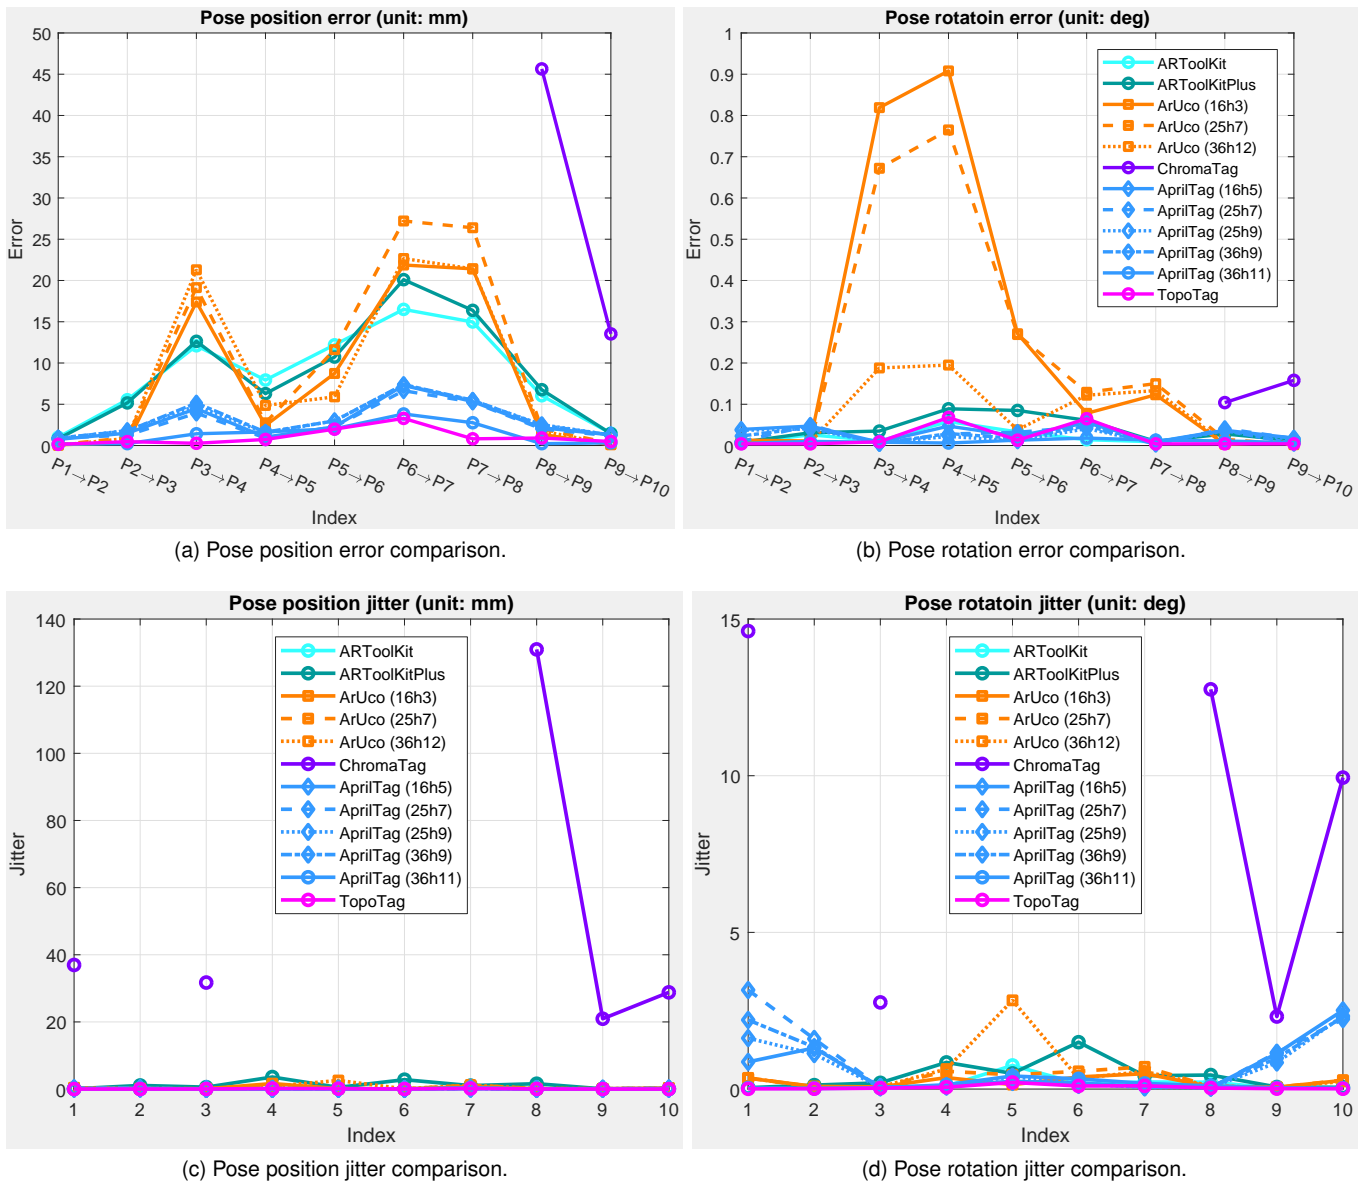 Pose position error (unit: mm)
50
45
40
35
30
25
20
15
10
5
0
Error
P1→P2
P2→P3
P3→P4
P4→P5
P5→P6
P6→P7
P7→P8
P8→P9
P9→P10
Index
(a) Pose position error comparison.
Pose rotatoin error (unit: deg)
1
0.9
0.8
0.7
0.6
0.5
0.4
0.3
0.2
0.1
0
Error
ARToolKit
ARToolKitPlus
ArUco (16h3)
ArUco (25h7)
ArUco (36h12)
ChromaTag
AprilTag (16h5)
AprilTag (25h7)
AprilTag (25h9)
AprilTag (36h9)
AprilTag (36h11)
TopoTag
P1→P2
P2→P3
P3→P4
P4→P5
P5→P6
P6→P7
P7→P8
P8→P9
P9→P10
Index
(b) Pose rotation error comparison.
Pose position jitter (unit: mm)
140
120
100
80
60
40
20
0
Jitter
ARToolKit
ARToolKitPlus
ArUco (16h3)
ArUco (25h7)
ArUco (36h12)
ChromaTag
AprilTag (16h5)
AprilTag (25h7)
AprilTag (25h9)
AprilTag (36h9)
AprilTag (36h11)
TopoTag
1 2 3 4 5 6 7 8 9 10
Index
(c) Pose position jitter comparison.
Pose rotatoin jitter (unit: deg)
15
10
5
0
Jitter
ARToolKit
ARToolKitPlus
ArUco (16h3)
ArUco (25h7)
ArUco (36h12)
ChromaTag
AprilTag (16h5)
AprilTag (25h7)
AprilTag (25h9)
AprilTag (36h9)
AprilTag (36h11)
TopoTag
1 2 3 4 5 6 7 8 9 10
Index
(d) Pose rotation jitter comparison.